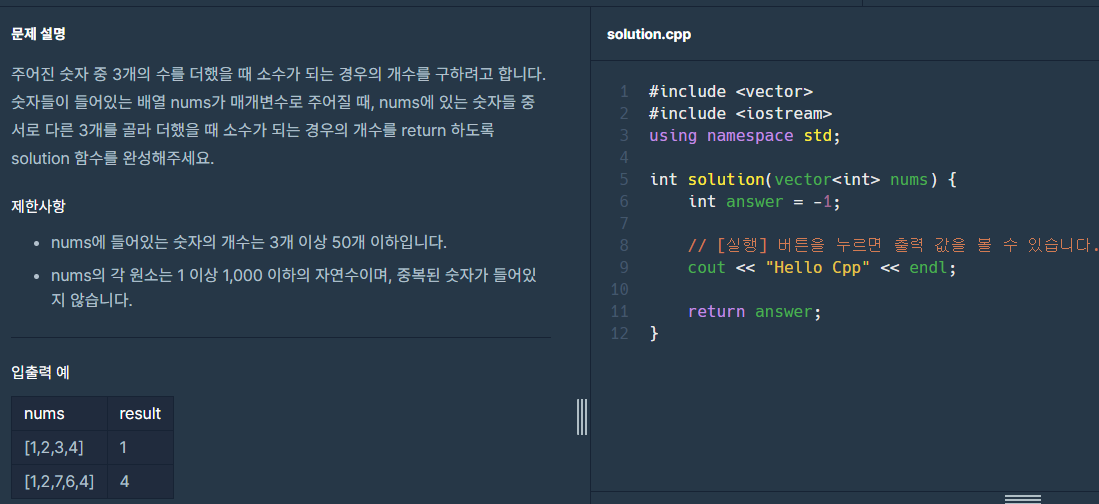 문제 설명
주어진 숫자 중 3개의 수를 더했을 때 소수가 되는 경우의 개수를 구하려고 합니다.
숫자들이 들어있는 배열 nums가 매개변수로 주어질 때, nums에 있는 숫자들 중
서로 다른 3개를 골라 더했을 때 소수가 되는 경우의 개수를 return 하도록
solution 함수를 완성해주세요.
제한사항
• nums에 들어있는 숫자의 개수는 3개 이상 50개 이하입니다.
• nums의 각 원소는 1 이상 1,000 이하의 자연수이며, 중복된 숫자가 들어있
지 않습니다.
입출력 예
nums result
[1,2,3,4] 1
[1,2,7,6,4] 4
solution.cpp
1 #include <vector>
2 #include <iostream>
3 using namespace std;
4
5 int solution(vector<int> nums) {
6     int answer = -1;
7
8     // [실행] 버튼을 누르면 출력 값을 볼 수 있습니다.
9     cout << "Hello Cpp" << endl;
10
11     return answer;
12 }